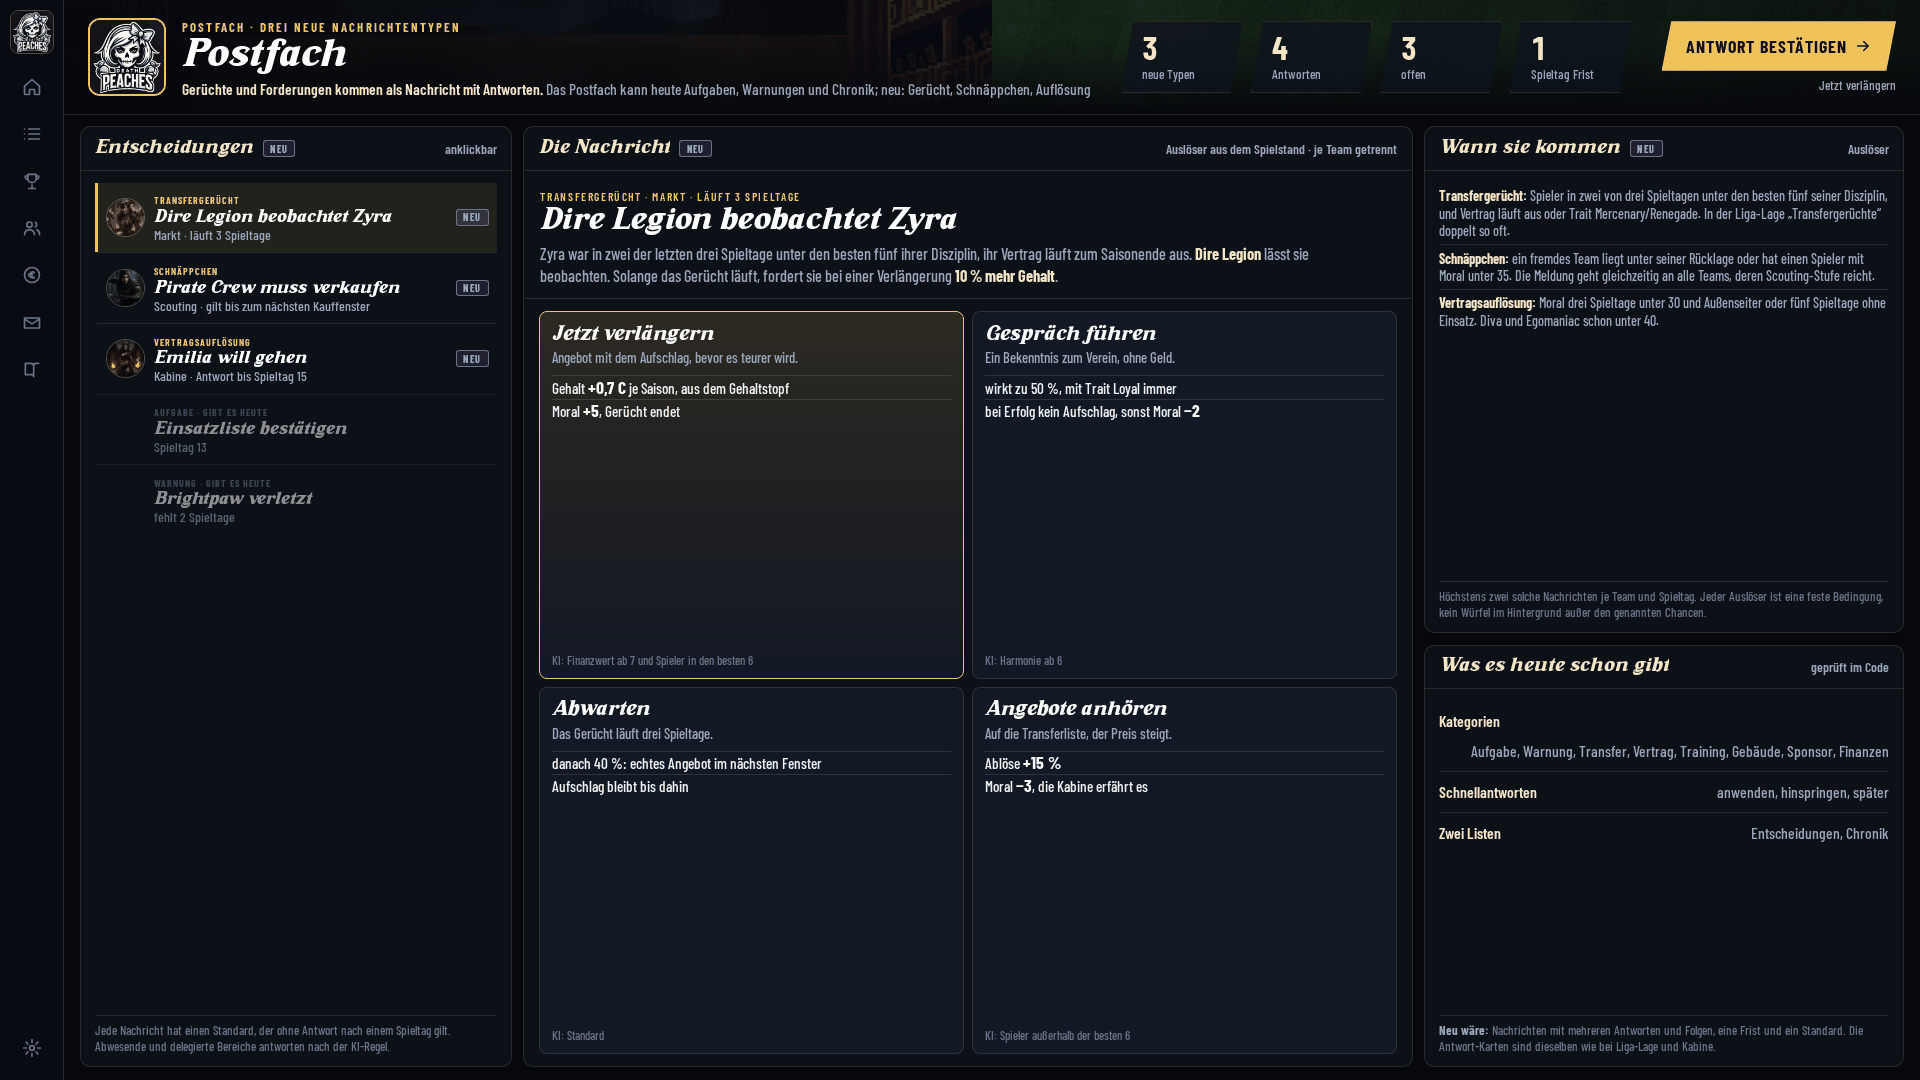 POSTFACH · DREI NEUE NACHRICHTENTYPEN
Postfach
Gerüchte und Forderungen kommen als Nachricht mit Antworten. Das Postfach kann heute Aufgaben, Warnungen und Chronik; neu: Gerücht, Schnäppchen, Auflösung
DEATH
PEACHES
PEACHES
3
neue Typen
4
Antworten
3
offen
1
Spieltag Frist
ANTWORT BESTÄTIGEN →
Jetzt verlängern
Entscheidungen NEU anklickbar
TRANSFERGERÜCHT
Dire Legion beobachtet Zyra NEU
Markt · läuft 3 Spieltage
SCHNÄPPCHEN
Pirate Crew muss verkaufen NEU
Scouting · gilt bis zum nächsten Kauffenster
VERTRAGSAUFLÖSUNG
Emilia will gehen NEU
Kabine · Antwort bis Spieltag 15
AUFGABE · GIBT ES HEUTE
Einsatzliste bestätigen
Spieltag 13
WARNUNG · GIBT ES HEUTE
Brightpaw verletzt
fehlt 2 Spieltage
Jede Nachricht hat einen Standard, der ohne Antwort nach einem Spieltag gilt.
Abwesende und delegierte Bereiche antworten nach der KI-Regel.
Die Nachricht NEU Auslöser aus dem Spielstand · je Team getrennt
TRANSFERGERÜCHT · MARKT · LÄUFT 3 SPIELTAGE
Dire Legion beobachtet Zyra
Zyra war in zwei der letzten drei Spieltage unter den besten fünf ihrer Disziplin, ihr Vertrag läuft zum Saisonende aus. Dire Legion lässt sie
beobachten. Solange das Gerücht läuft, fordert sie bei einer Verlängerung 10 % mehr Gehalt.
Jetzt verlängern
Angebot mit dem Aufschlag, bevor es teurer wird.
Gehalt +0,7 C je Saison, aus dem Gehaltstopf
Moral +5, Gerücht endet
KI: Finanzwert ab 7 und Spieler in den besten 6
Gespräch führen
Ein Bekenntnis zum Verein, ohne Geld.
wirkt zu 50 %, mit Trait Loyal immer
bei Erfolg kein Aufschlag, sonst Moral −2
KI: Harmonie ab 6
Abwarten
Das Gerücht läuft drei Spieltage.
danach 40 %: echtes Angebot im nächsten Fenster
Aufschlag bleibt bis dahin
KI: Standard
Angebote anhören
Auf die Transferliste, der Preis steigt.
Ablöse +15 %
Moral −3, die Kabine erfährt es
KI: Spieler außerhalb der besten 6
Wann sie kommen NEU Auslöser
Transfergerücht: Spieler in zwei von drei Spieltagen unter den besten fünf seiner Disziplin,
und Vertrag läuft aus oder Trait Mercenary/Renegade. In der Liga-Lage „Transfergerüchte“
doppelt so oft.
Schnäppchen: ein fremdes Team liegt unter seiner Rücklage oder hat einen Spieler mit
Moral unter 35. Die Meldung geht gleichzeitig an alle Teams, deren Scouting-Stufe reicht.
Vertragsauflösung: Moral drei Spieltage unter 30 und Außenseiter oder fünf Spieltage ohne
Einsatz. Diva und Egomaniac schon unter 40.
Höchstens zwei solche Nachrichten je Team und Spieltag. Jeder Auslöser ist eine feste Bedingung,
kein Würfel im Hintergrund außer den genannten Chancen.
Was es heute schon gibt geprüft im Code
Kategorien
Aufgabe, Warnung, Transfer, Vertrag, Training, Gebäude, Sponsor, Finanzen
Schnellantworten anwenden, hinspringen, später
Zwei Listen Entscheidungen, Chronik
Neu wäre: Nachrichten mit mehreren Antworten und Folgen, eine Frist und ein Standard. Die
Antwort-Karten sind dieselben wie bei Liga-Lage und Kabine.